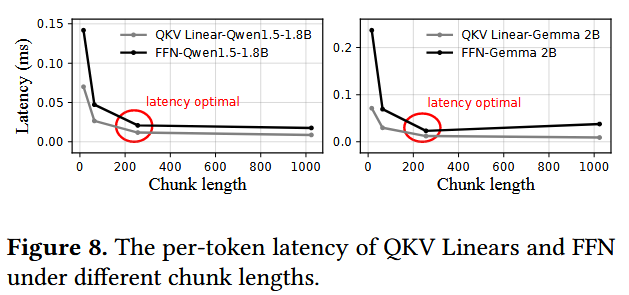 0.15
0.10
0.05
0.00
Latency (ms)
QKV Linear-Qwen1.5-1.8B
FFN-Qwen1.5-1.8B
latency optimal
0 200 400 600 800 1000
Chunk length
0.2
0.1
0.0
QKV Linear-Gemma 2B
FFN-Gemma 2B
latency optimal
0 200 400 600 800 1000
Chunk length
Figure 8. The per-token latency of QKV Linears and FFN
under different chunk lengths.